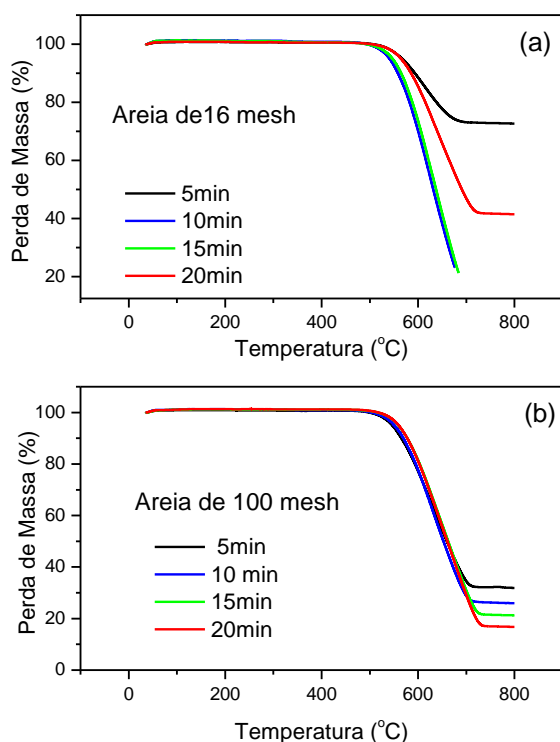 (a)
100
80
60
40
20
Perda de Massa (%)
Areia de16 mesh
5min
10min
15min
20min
0
200
400
600
800
Temperatura (°C)
(b)
100
80
60
40
20
0
Perda de Massa (%)
Areia de 100 mesh
5min
10 min
15min
20min
0
200
400
600
800
Temperatura (°C)